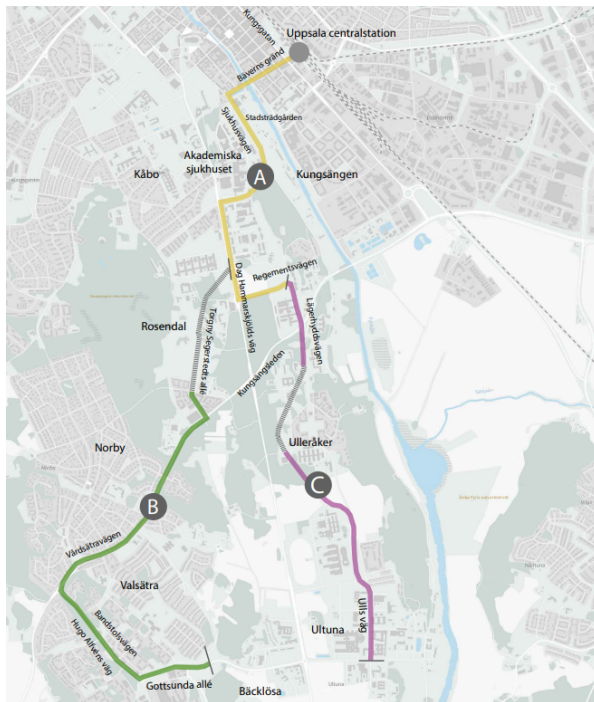 Kungsgatan
Uppsala centralstation
Bäverns gränd
Sjukhusvägen
Stadsträdgården
Akademiska
sjukhuset
Kåbo
A
Kungsängen
Regementsvägen
Dag Hammarskjölds väg
Torgny Segerstedts allé
Lägerhyddsvägen
Rosendal
Kungsängsleden
Ulleråker
Norby
C
B
Vårdsätravägen
Valsätra
Bandstolsvägen
Hugo Alfvéns väg
Ultuna
Ulls väg
Gottsunda allé
Bäcklösa